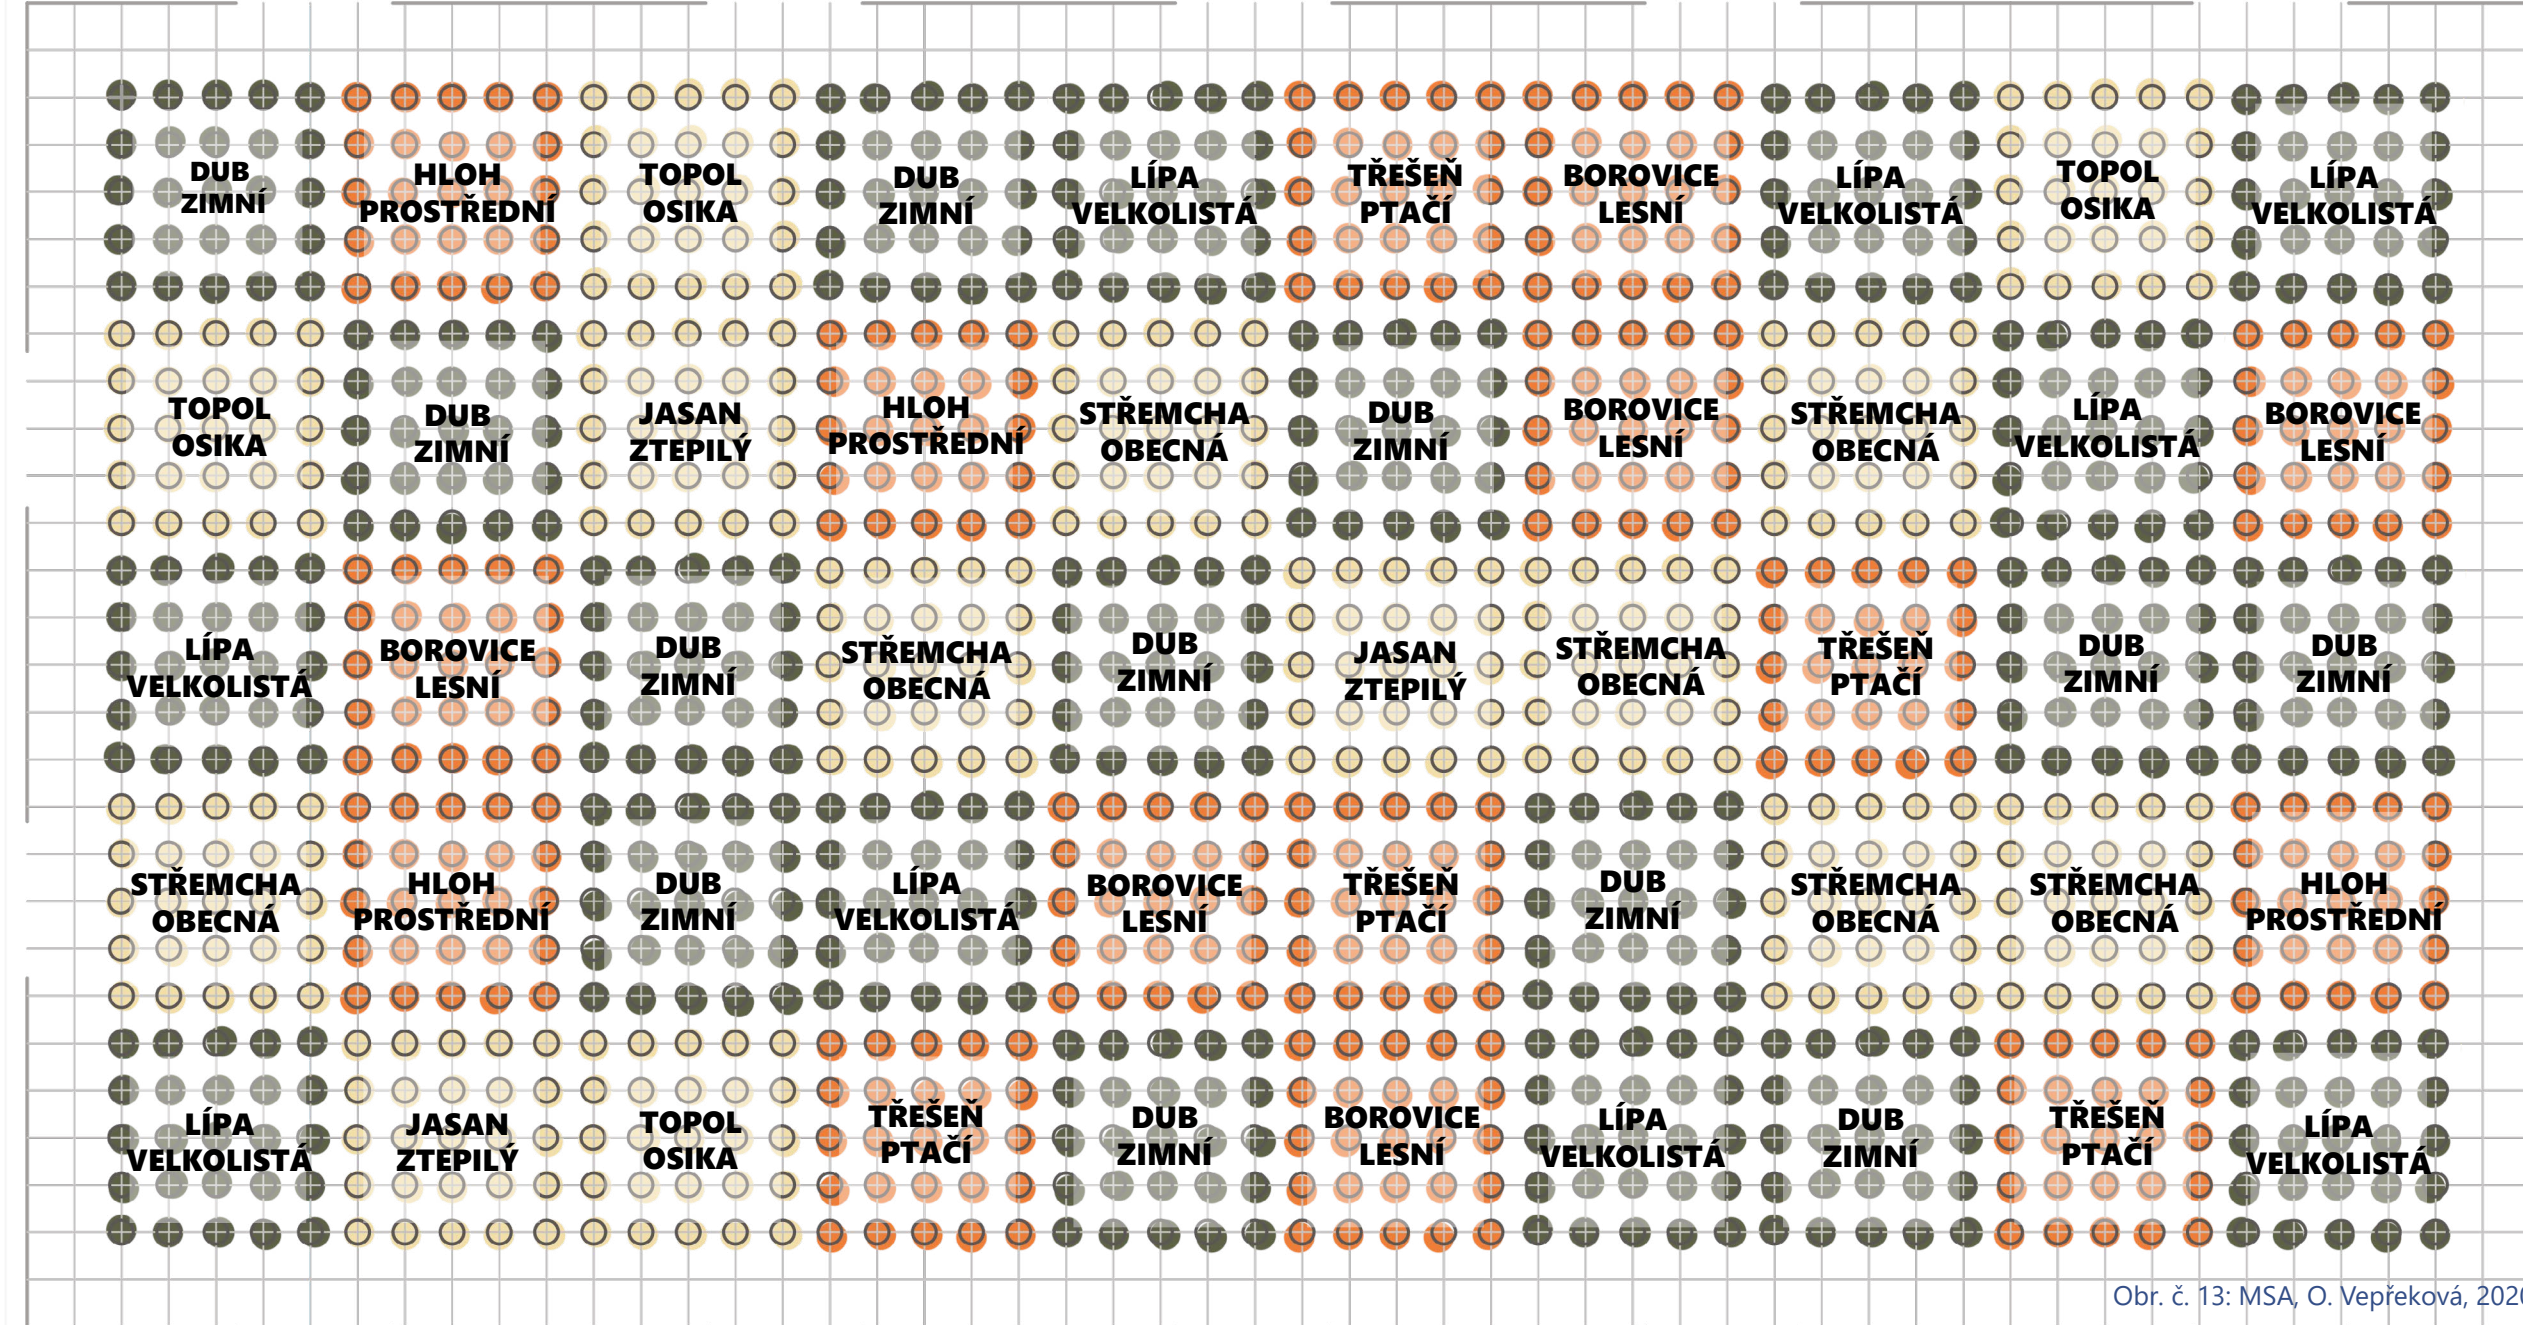 DUB
ZIMNÍ
HLOH
PROSTŘEDNÍ
TOPOL
OSIKA
DUB
ZIMNÍ
LÍPA
VELKOLISTÁ
TŘEŠEŇ
PTAČÍ
BOROVICE
LESNÍ
LÍPA
VELKOLISTÁ
TOPOL
OSIKA
LÍPA
VELKOLISTÁ
TOPOL
OSIKA
DUB
ZIMNÍ
JASAN
ZTEPILÝ
HLOH
PROSTŘEDNÍ
STŘEMCHA
OBECNÁ
DUB
ZIMNÍ
BOROVICE
LESNÍ
STŘEMCHA
OBECNÁ
LÍPA
VELKOLISTÁ
BOROVICE
LESNÍ
LÍPA
VELKOLISTÁ
BOROVICE
LESNÍ
DUB
ZIMNÍ
STŘEMCHA
OBECNÁ
DUB
ZIMNÍ
JASAN
ZTEPILÝ
STŘEMCHA
OBECNÁ
TŘEŠEŇ
PTAČÍ
DUB
ZIMNÍ
DUB
ZIMNÍ
STŘEMCHA
OBECNÁ
HLOH
PROSTŘEDNÍ
DUB
ZIMNÍ
LÍPA
VELKOLISTÁ
BOROVICE
LESNÍ
TŘEŠEŇ
PTAČÍ
DUB
ZIMNÍ
STŘEMCHA
OBECNÁ
STŘEMCHA
OBECNÁ
HLOH
PROSTŘEDNÍ
LÍPA
VELKOLISTÁ
JASAN
ZTEPILÝ
TOPOL
OSIKA
TŘEŠEŇ
PTAČÍ
DUB
ZIMNÍ
BOROVICE
LESNÍ
LÍPA
VELKOLISTÁ
DUB
ZIMNÍ
TŘEŠEŇ
PTAČÍ
LÍPA
VELKOLISTÁ
Obr. č. 13: MSA, O. Vepřeková, 2020